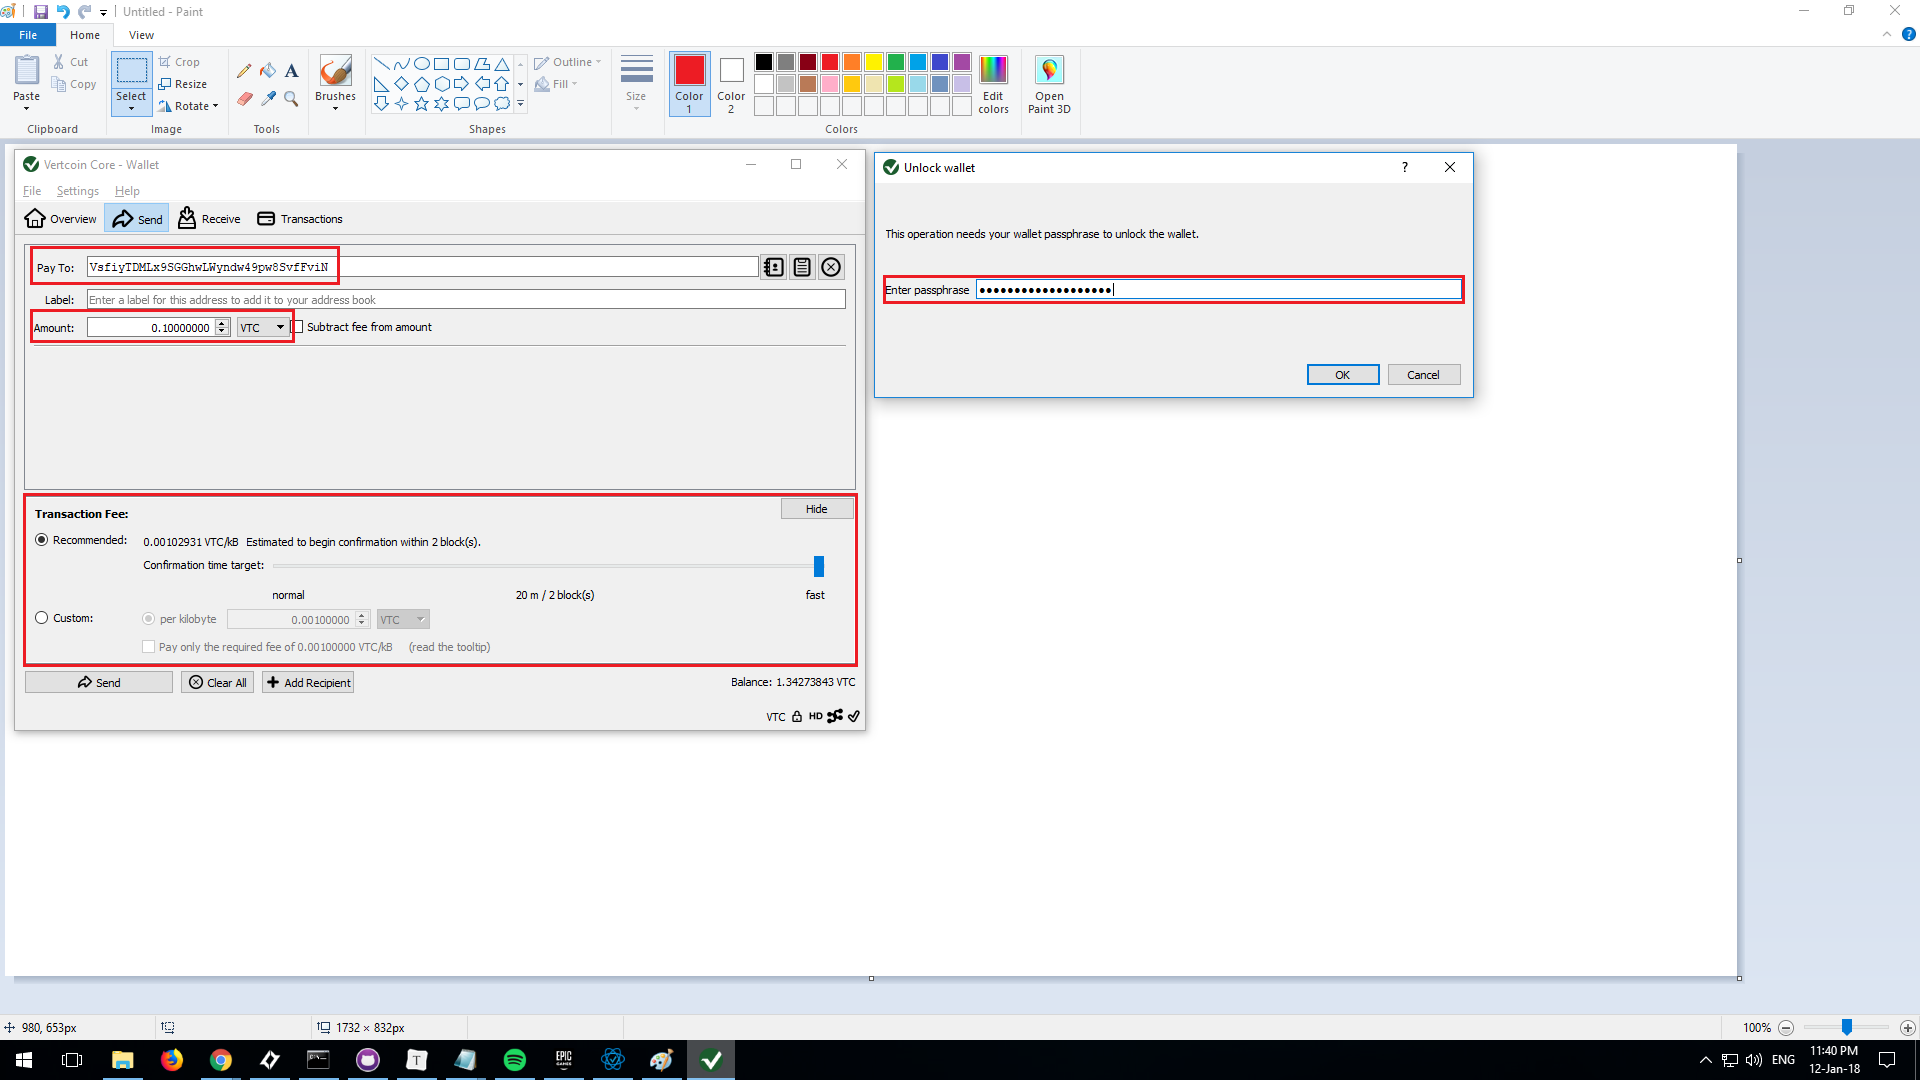 Untitled - Paint
File Home View
Paste
Cut
Copy
Clipboard
Select
Crop
Resize
Rotate
Image
A
Tools
Brushes
Shapes
Outline
Fill
Size
Color 1
Color 2
Colors
Edit colors
Open Paint 3D
Vertcoin Core - Wallet
File Settings Help
Overview Send Receive Transactions
Pay To: VsfiyTDMLx9SGGhwLWyndw49pw8SvfFviN
Label: Enter a label for this address to add it to your address book
Amount: 0.10000000 VTC Subtract fee from amount
Transaction Fee: Hide
Recommended: 0.00102931 VTC/kB Estimated to begin confirmation within 2 block(s).
Confirmation time target:
normal 20 m / 2 block(s) fast
Custom: per kilobyte 0.00100000 VTC
Pay only the required fee of 0.00100000 VTC/kB (read the tooltip)
Send Clear All Add Recipient Balance: 1.34273843 VTC
VTC HD
Unlock wallet ?
This operation needs your wallet passphrase to unlock the wallet.
Enter passphrase ●●●●●●●●●●●●●●●●●●●
OK Cancel
980, 653px 1732 × 832px 100%
T EPIC GAMES ENG 11:40 PM
12-Jan-18